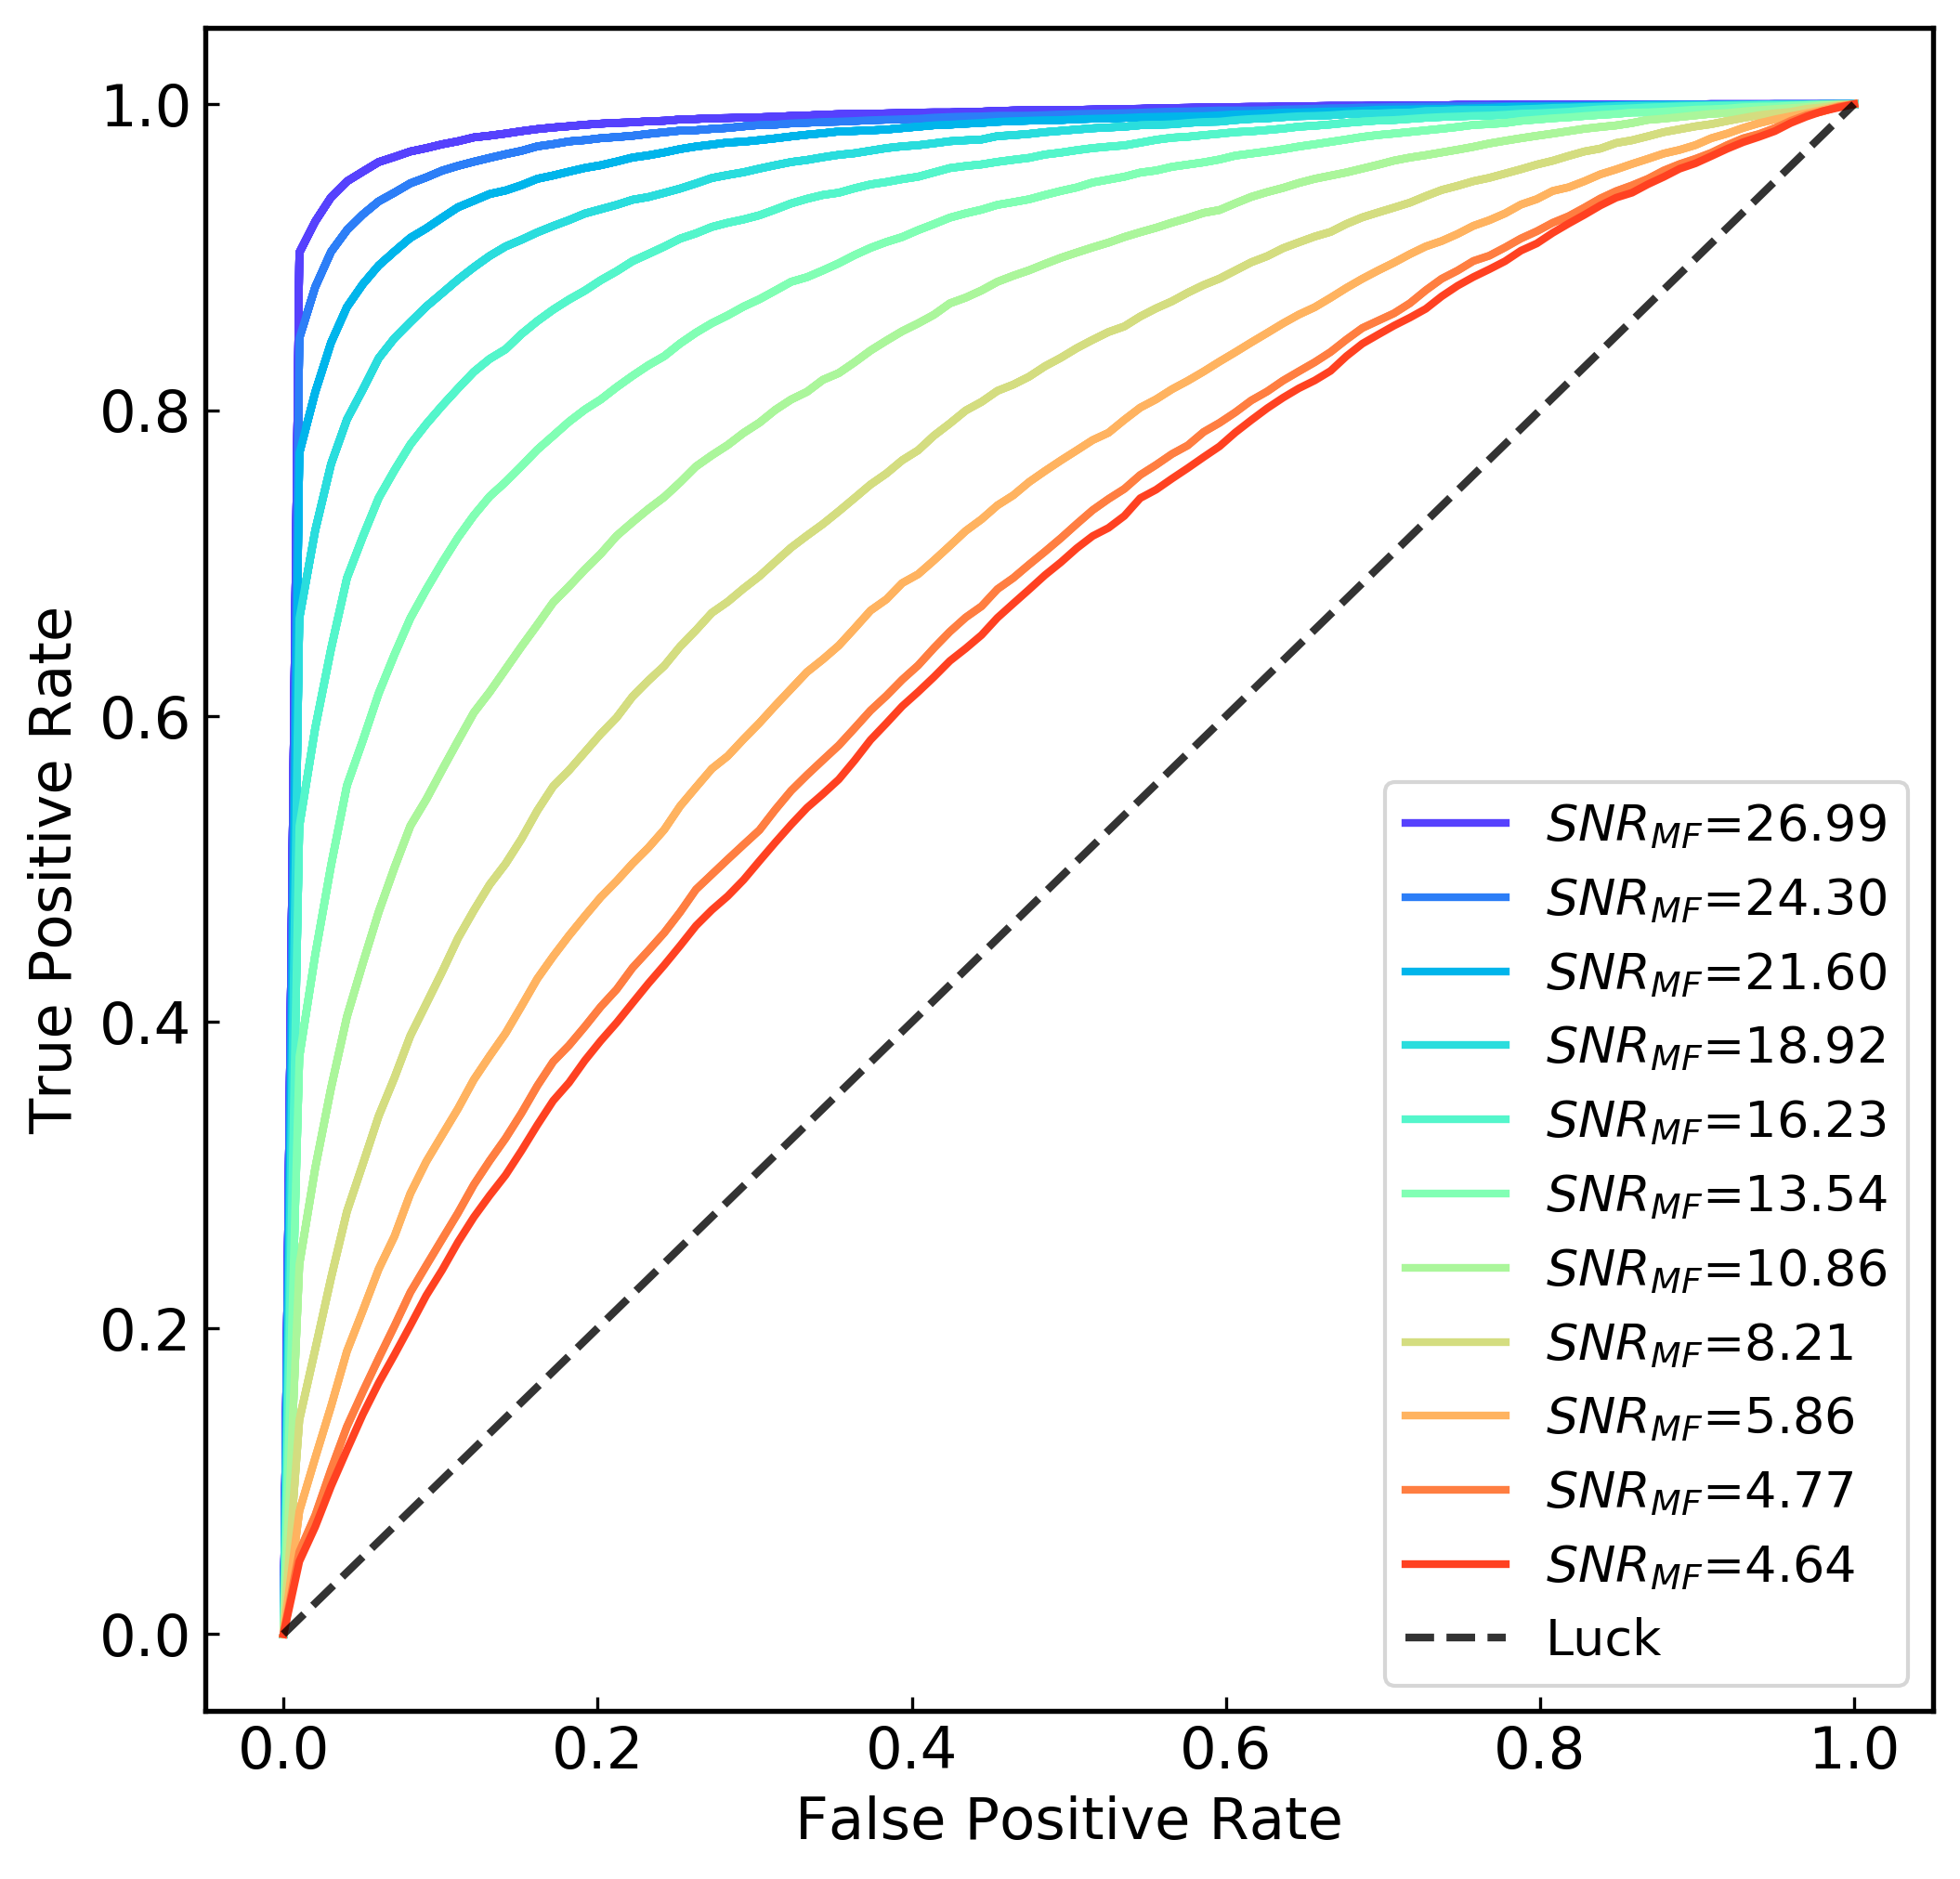 True Positive Rate
1.0
0.8
0.6
0.4
0.2
0.0
0.0 0.2 0.4 0.6 0.8 1.0
False Positive Rate
SNR_MF=26.99
SNR_MF=24.30
SNR_MF=21.60
SNR_MF=18.92
SNR_MF=16.23
SNR_MF=13.54
SNR_MF=10.86
SNR_MF=8.21
SNR_MF=5.86
SNR_MF=4.77
SNR_MF=4.64
Luck